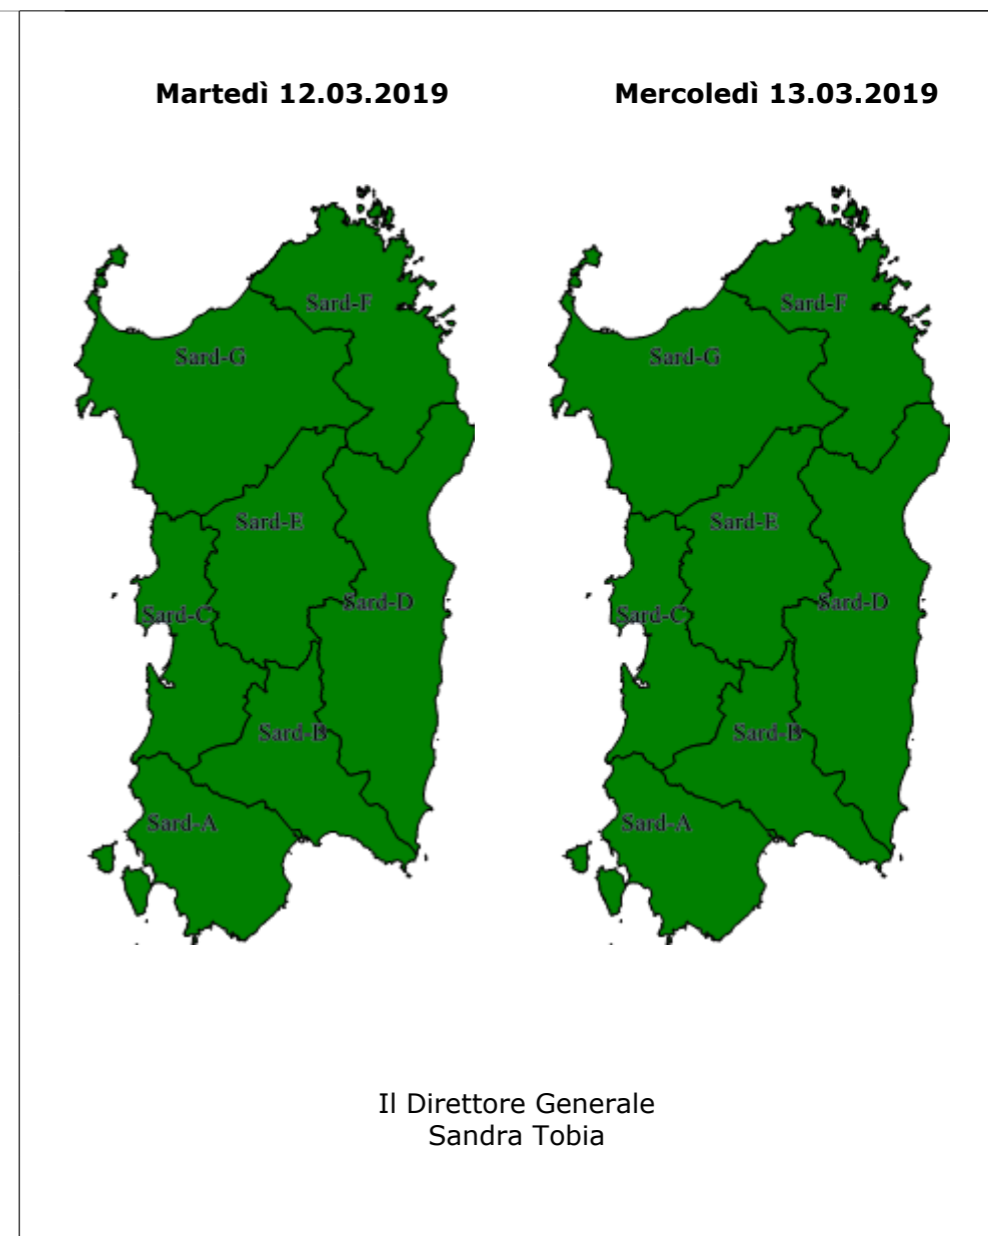 Martedì 12.03.2019
Mercoledì 13.03.2019
Sard-F
Sard-G
Sard-E
Sard-D
Sard-C
Sard-B
Sard-A
Sard-F
Sard-G
Sard-E
Sard-D
Sard-C
Sard-B
Sard-A
Il Direttore Generale
Sandra Tobia